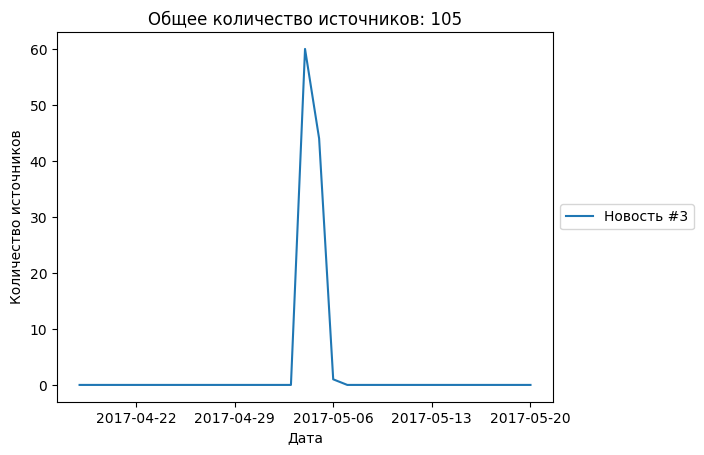 Общее количество источников: 105
Количество источников
60
50
40
30
20
10
0
2017-04-22 2017-04-29 2017-05-06 2017-05-13 2017-05-20
Дата
Новость #3